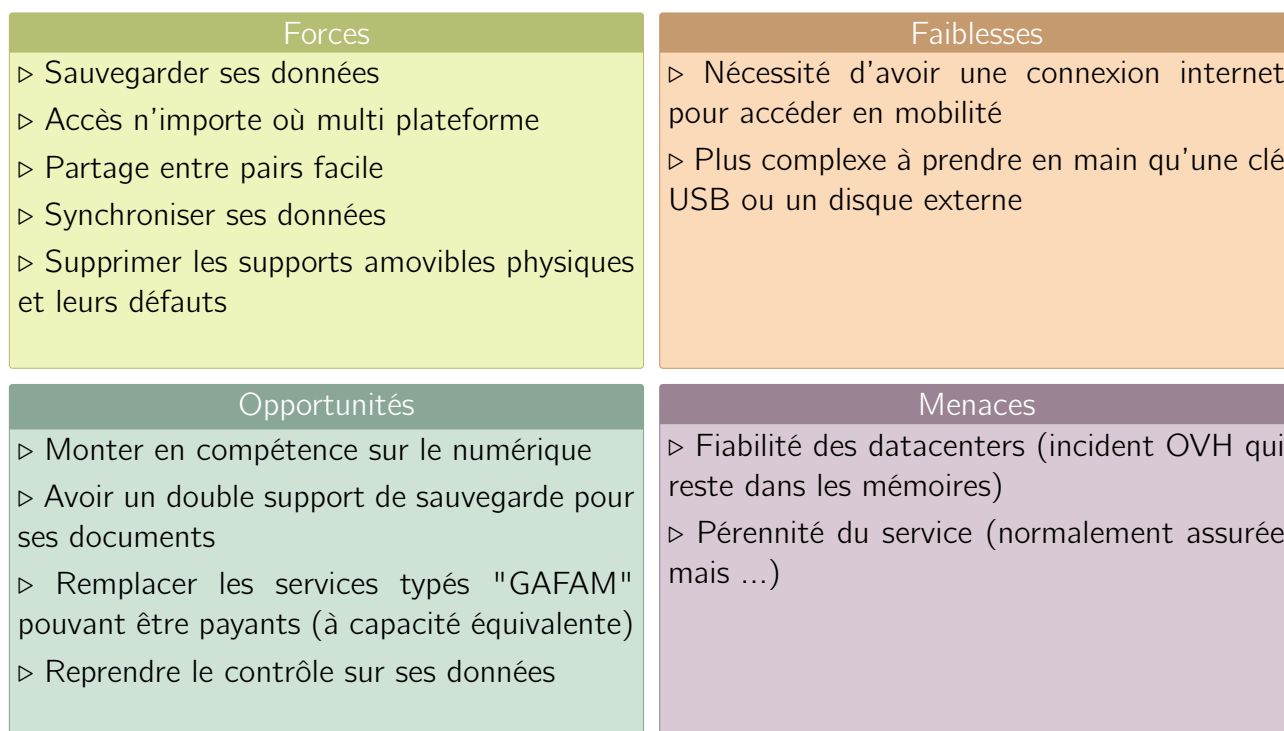 Forces
▷ Sauvegarder ses données
▷ Accès n'importe où multi plateforme
▷ Partage entre pairs facile
▷ Synchroniser ses données
▷ Supprimer les supports amovibles physiques
et leurs défauts
Faiblesses
▷ Nécessité d'avoir une connexion internet
pour accéder en mobilité
▷ Plus complexe à prendre en main qu'une clé
USB ou un disque externe
Opportunités
▷ Monter en compétence sur le numérique
▷ Avoir un double support de sauvegarde pour
ses documents
▷ Remplacer les services typés "GAFAM"
pouvant être payants (à capacité équivalente)
▷ Reprendre le contrôle sur ses données
Menaces
▷ Fiabilité des datacenters (incident OVH qui
reste dans les mémoires)
▷ Pérennité du service (normalement assurée
mais ...)